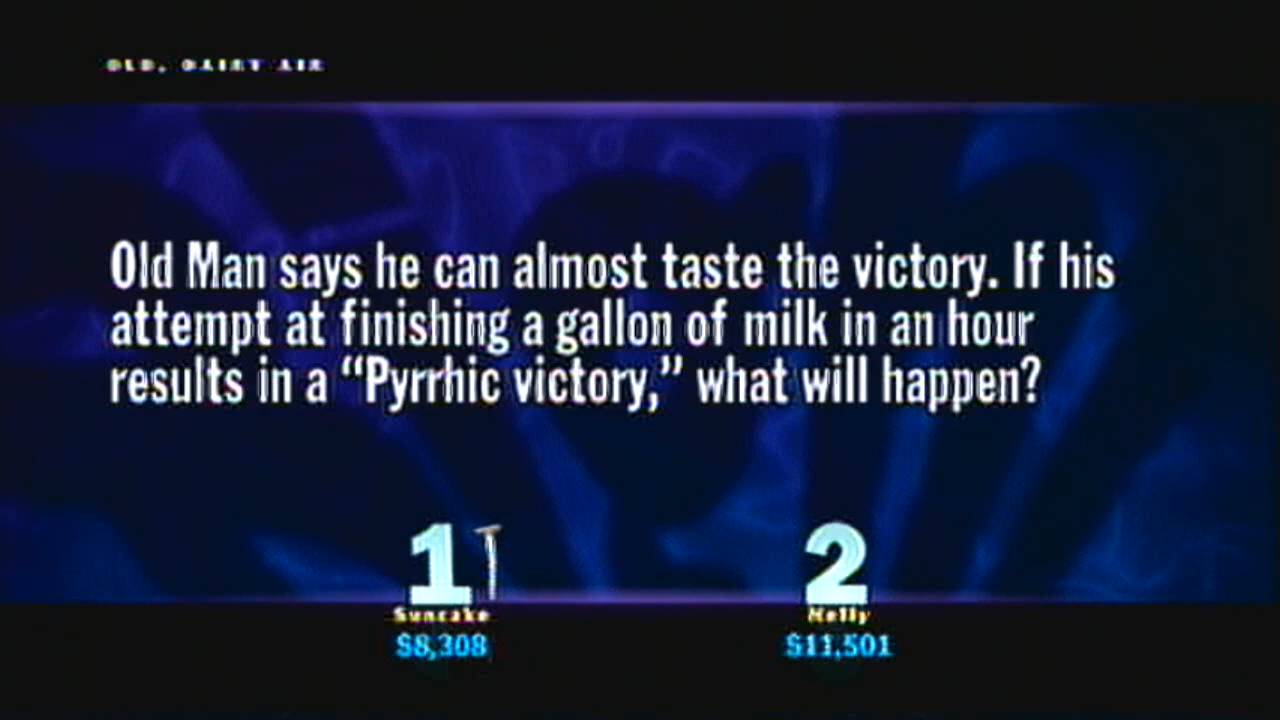 OLD, DAIRY AIR
Old Man says he can almost taste the victory. If his
attempt at finishing a gallon of milk in an hour
results in a “Pyrrhic victory,” what will happen?
1 2
Suncake Nelly
$8,308 $11,501